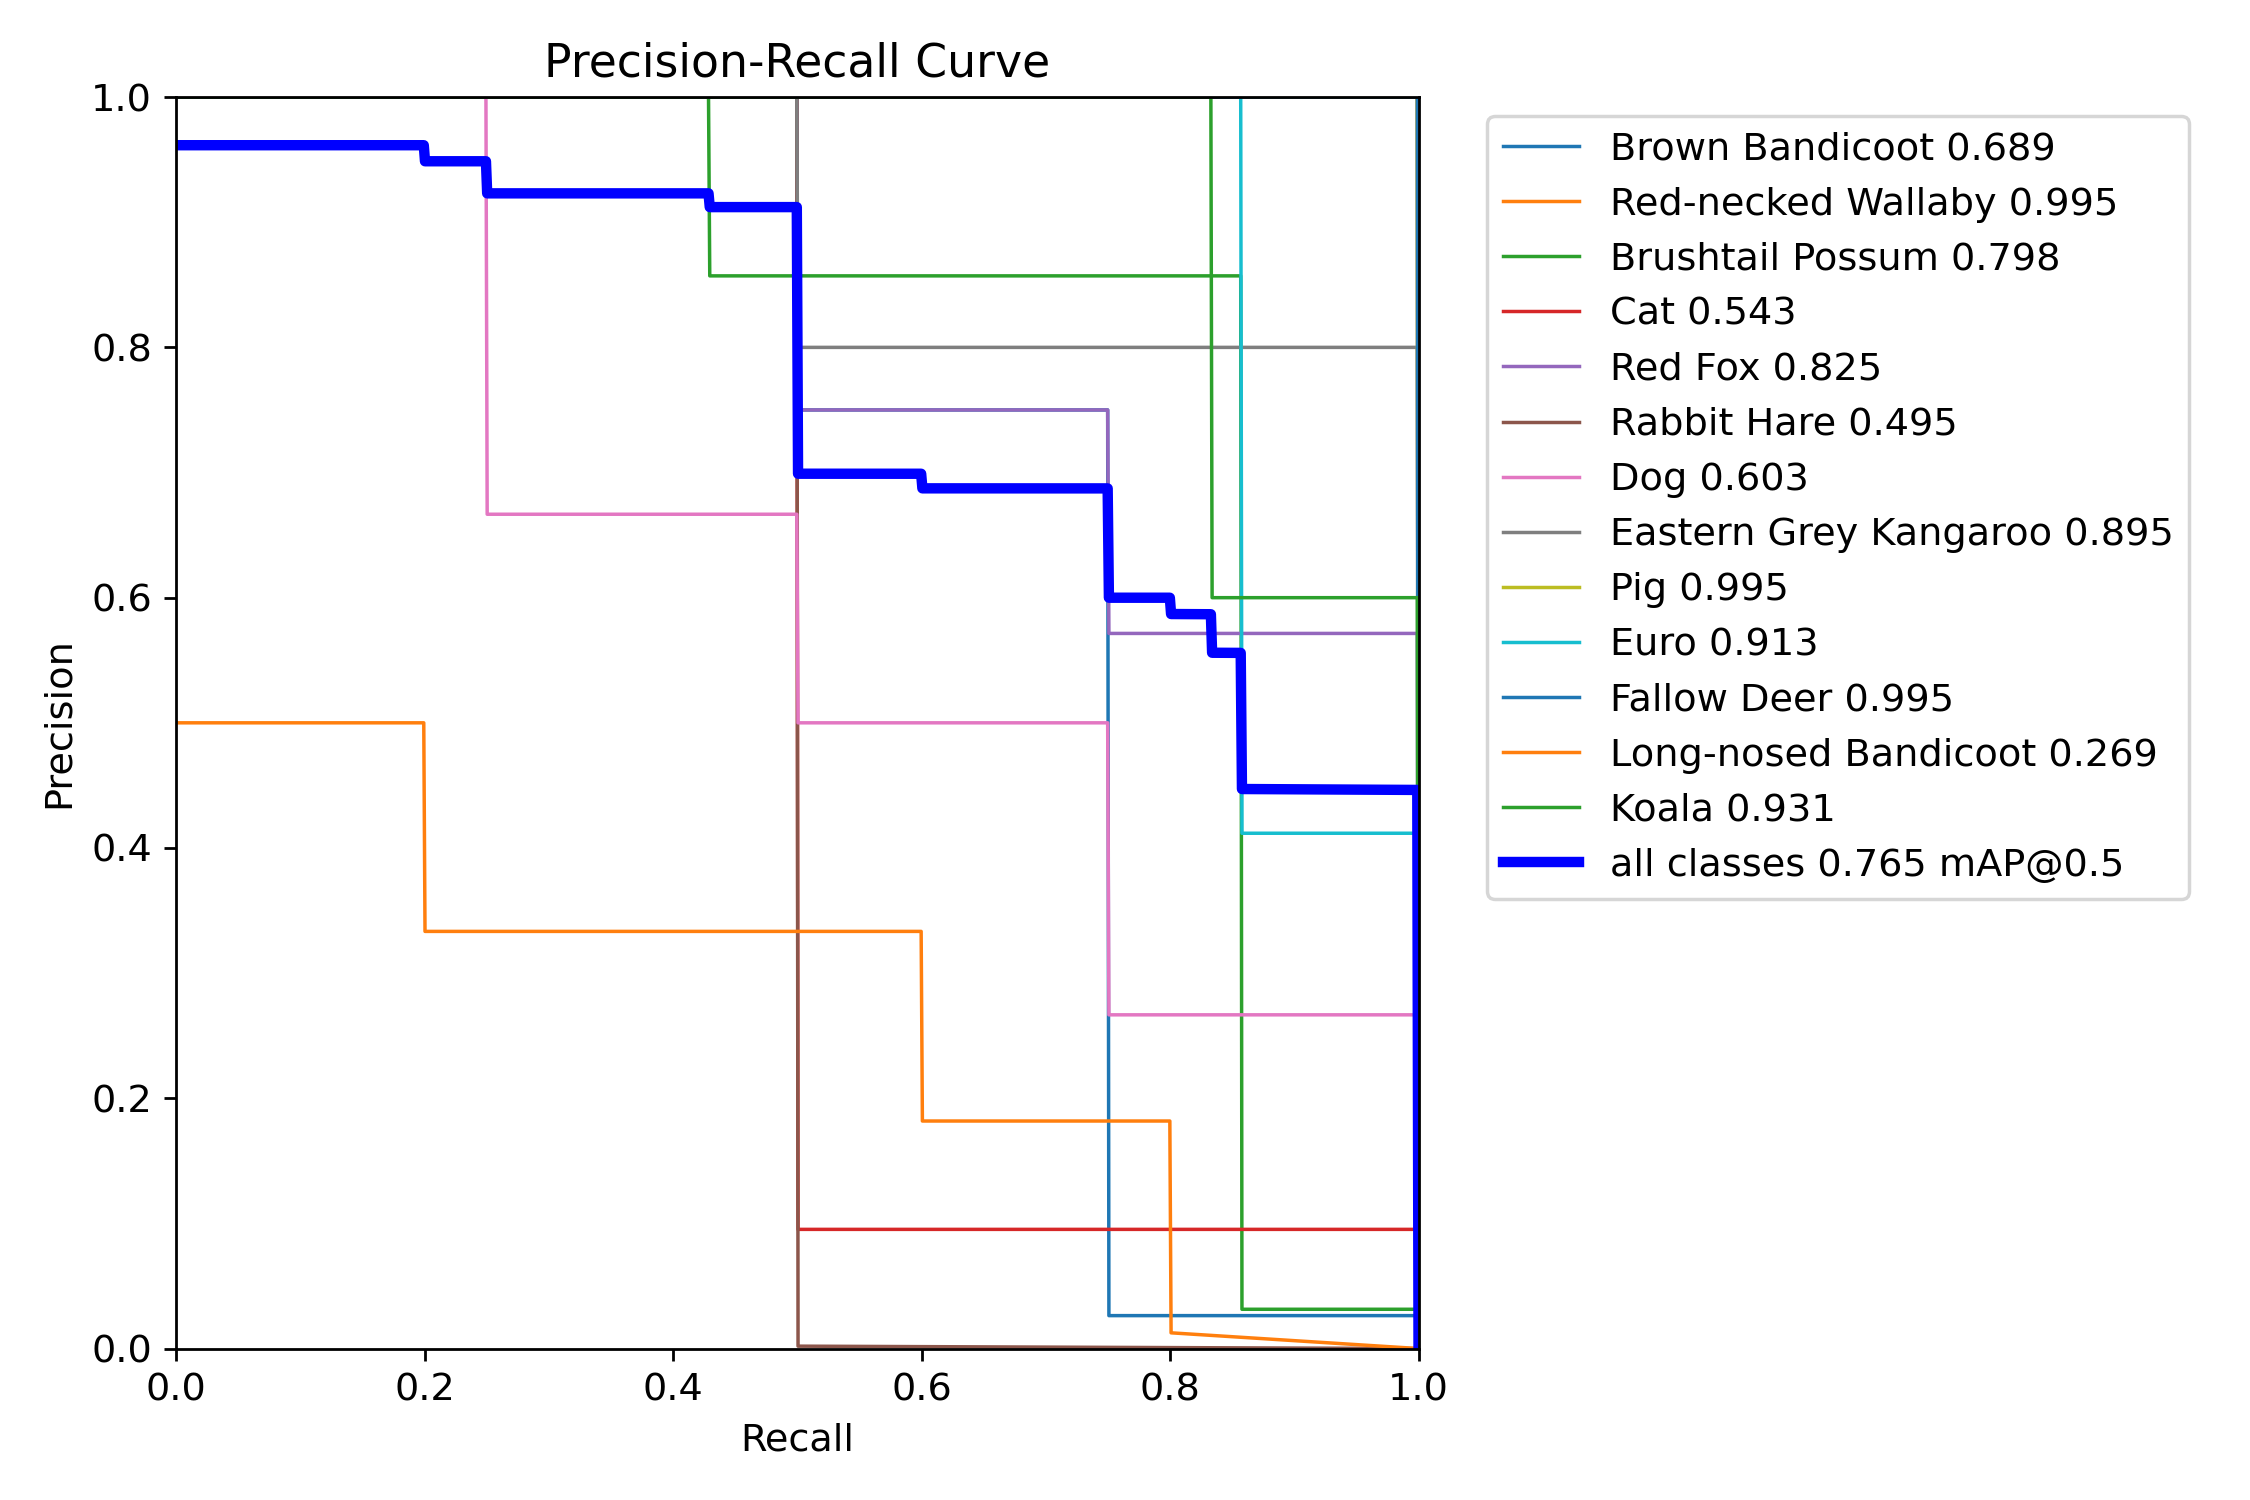 Precision-Recall Curve
1.0
0.8
0.6
0.4
0.2
0.0
Precision
0.0 0.2 0.4 0.6 0.8 1.0
Recall
Brown Bandicoot 0.689
Red-necked Wallaby 0.995
Brushtail Possum 0.798
Cat 0.543
Red Fox 0.825
Rabbit Hare 0.495
Dog 0.603
Eastern Grey Kangaroo 0.895
Pig 0.995
Euro 0.913
Fallow Deer 0.995
Long-nosed Bandicoot 0.269
Koala 0.931
all classes 0.765 mAP@0.5